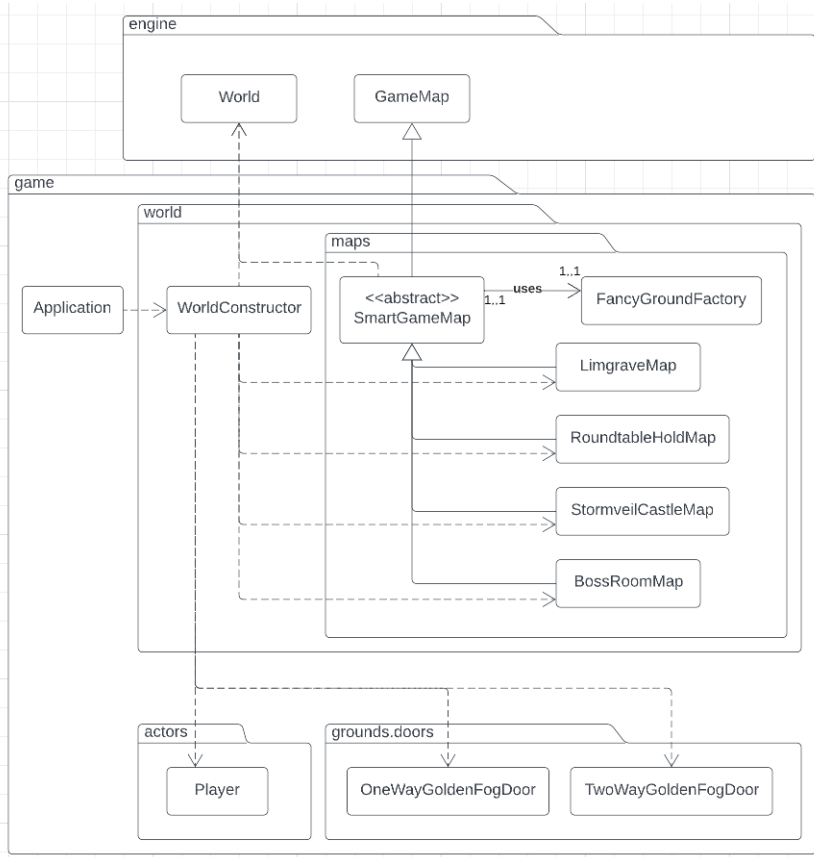 engine
World
GameMap
game
world
maps
Application
WorldConstructor
<<abstract>>
SmartGameMap
1..1
uses
1..1
FancyGroundFactory
LimgraveMap
RoundtableHoldMap
StormveilCastleMap
BossRoomMap
actors
grounds.doors
Player
OneWayGoldenFogDoor
TwoWayGoldenFogDoor